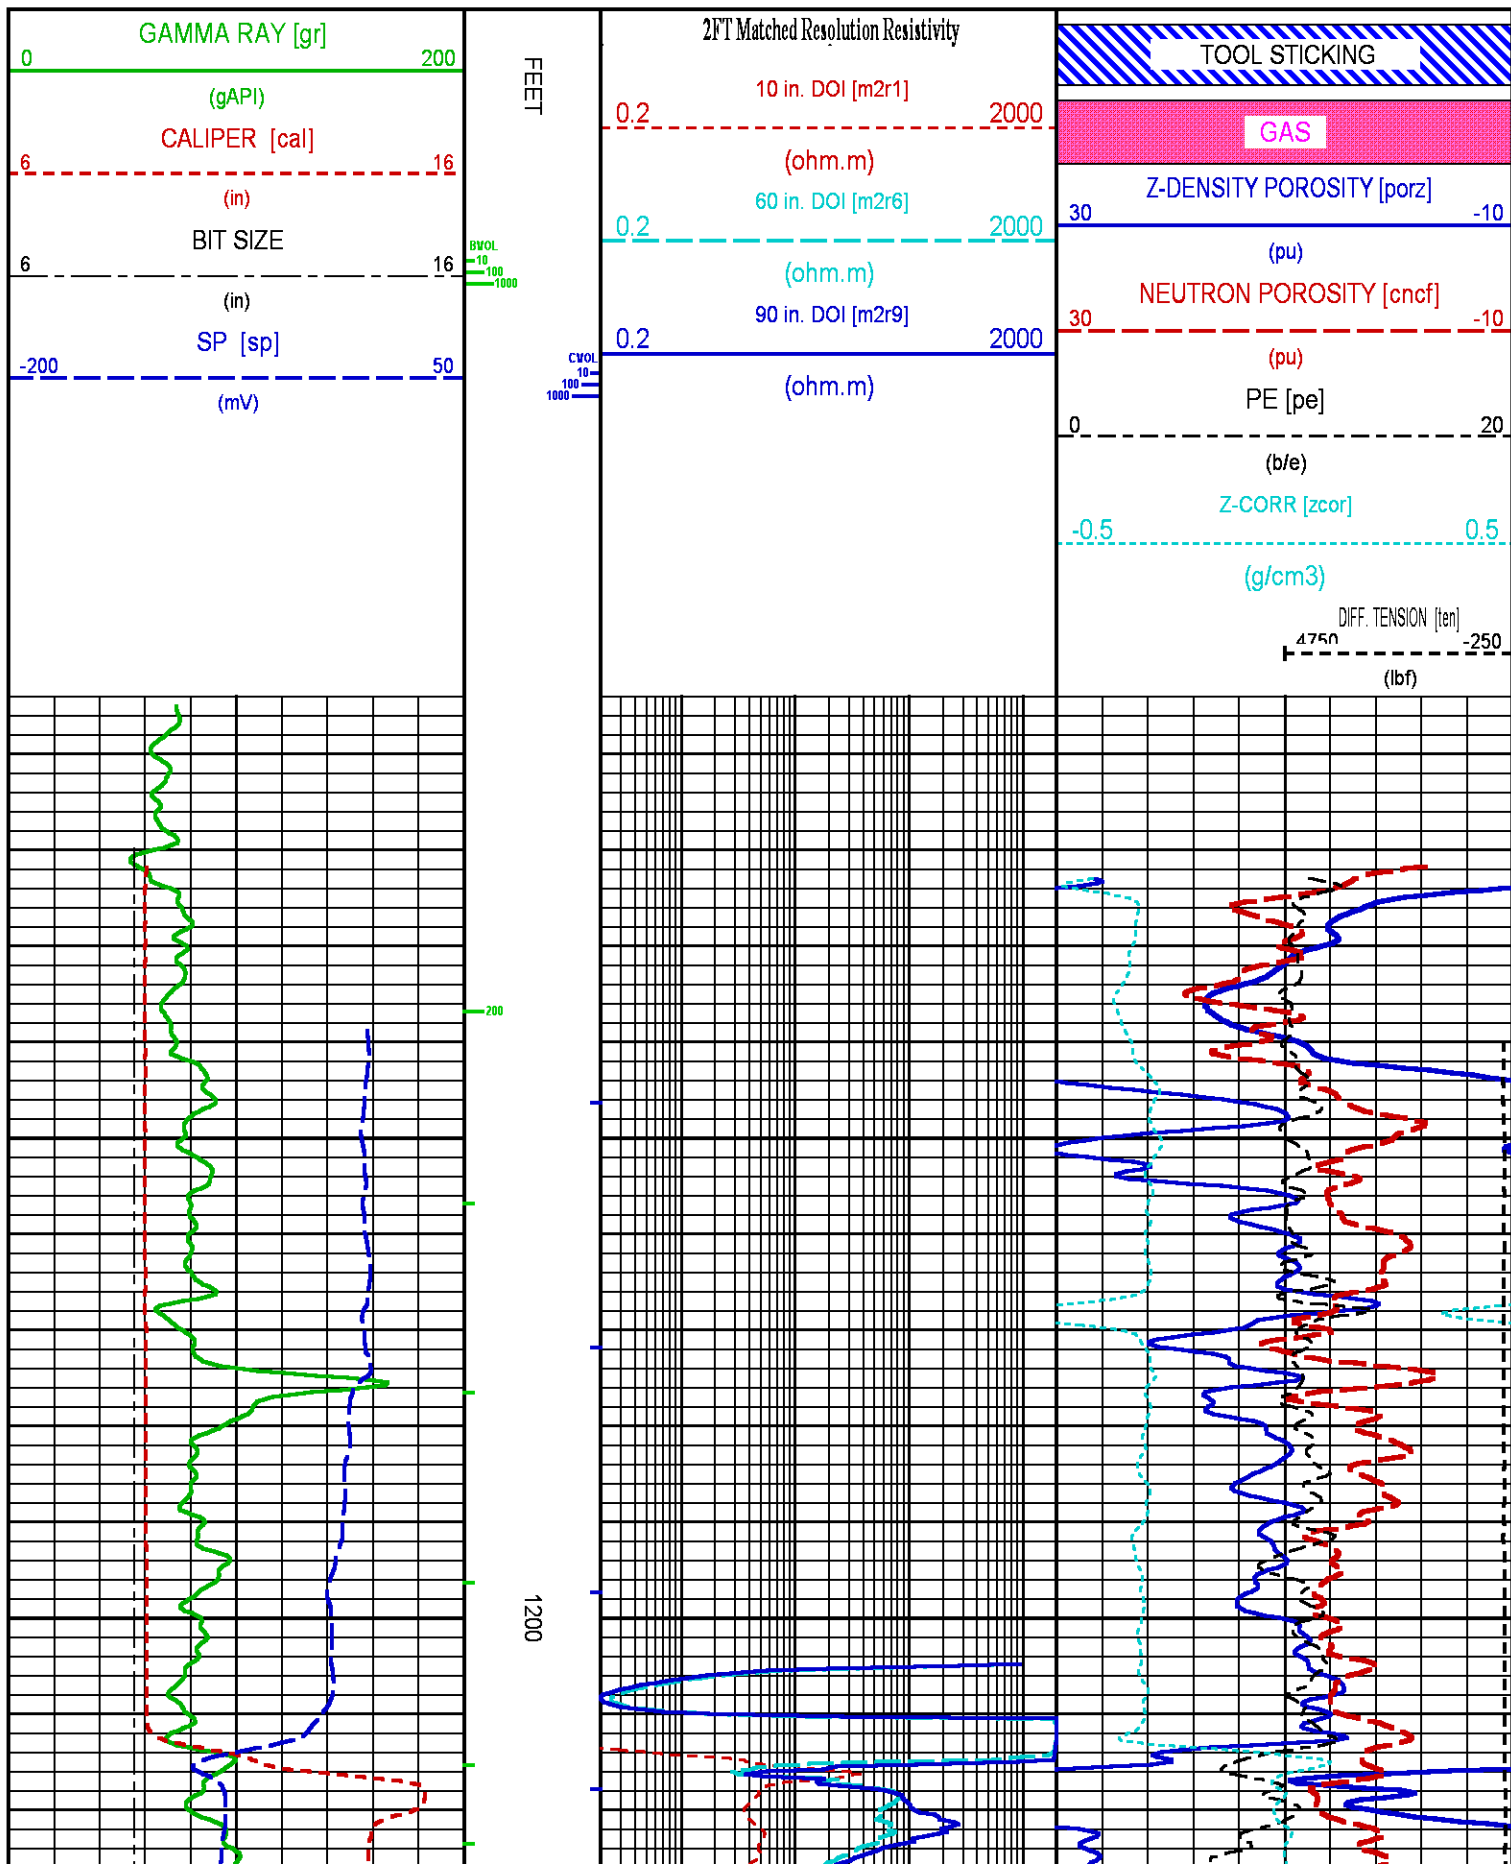 GAMMA RAY [gr]
0 200
(gAPI)
CALIPER [cal]
6 16
(in)
BIT SIZE
6 16
(in)
SP [sp]
-200 50
(mV)
FEET
BVOL
10
100
1000
CVOL
10
100
1000
2FT Matched Resolution Resistivity
10 in. DOI [m2r1]
0.2 2000
(ohm.m)
60 in. DOI [m2r6]
0.2 2000
(ohm.m)
90 in. DOI [m2r9]
0.2 2000
(ohm.m)
TOOL STICKING
GAS
Z-DENSITY POROSITY [porz]
30 -10
(pu)
NEUTRON POROSITY [cncf]
30 -10
(pu)
PE [pe]
0 20
(b/e)
Z-CORR [zcor]
-0.5 0.5
(g/cm3)
DIFF. TENSION [ten]
4750 -250
(lbf)
200
1200